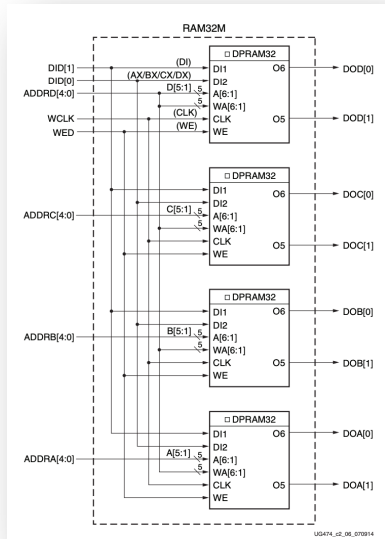 RAM32M
DID[1]
(DI)
DID[0]
(AX/BX/CX/DX)
ADDRD[4:0]
D[5:1]
5
5
WCLK
(CLK)
WED
(WE)
DPRAM32
DI1
O6
DI2
A[6:1]
WA[6:1]
CLK
O5
WE
DOD[0]
DOD[1]
DPRAM32
DI1
O6
DI2
A[6:1]
WA[6:1]
CLK
O5
WE
ADDRC[4:0]
C[5:1]
5
5
DOC[0]
DOC[1]
DPRAM32
DI1
O6
DI2
A[6:1]
WA[6:1]
CLK
O5
WE
ADDRB[4:0]
B[5:1]
5
5
DOB[0]
DOB[1]
DPRAM32
DI1
O6
DI2
A[6:1]
WA[6:1]
CLK
O5
WE
ADDRA[4:0]
A[5:1]
5
5
DOA[0]
DOA[1]
UG474_c2_06_070914